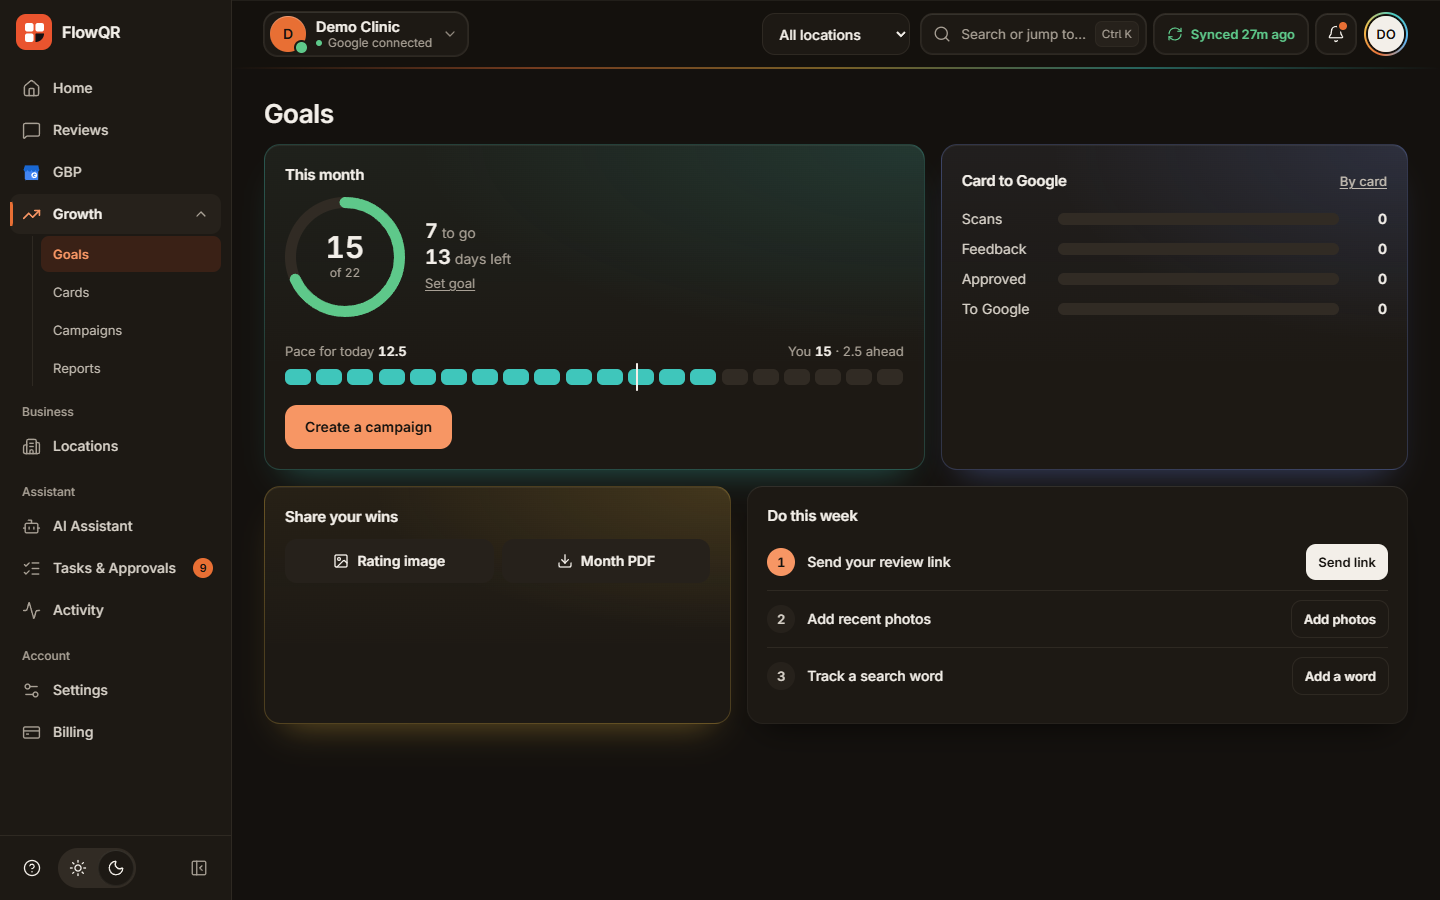 FlowQR
Home
Reviews
GBP
Growth
Goals
Cards
Campaigns
Reports
Business
Locations
Assistant
AI Assistant
Tasks & Approvals 9
Activity
Account
Settings
Billing
D
Demo Clinic
Google connected
All locations
Search or jump to... Ctrl K
Synced 27m ago
DO
Goals
This month
15
of 22
7 to go
13 days left
Set goal
Pace for today 12.5
You 15 · 2.5 ahead
Create a campaign
Card to Google
By card
Scans 0
Feedback 0
Approved 0
To Google 0
Share your wins
Rating image
Month PDF
Do this week
1 Send your review link
Send link
2 Add recent photos
Add photos
3 Track a search word
Add a word